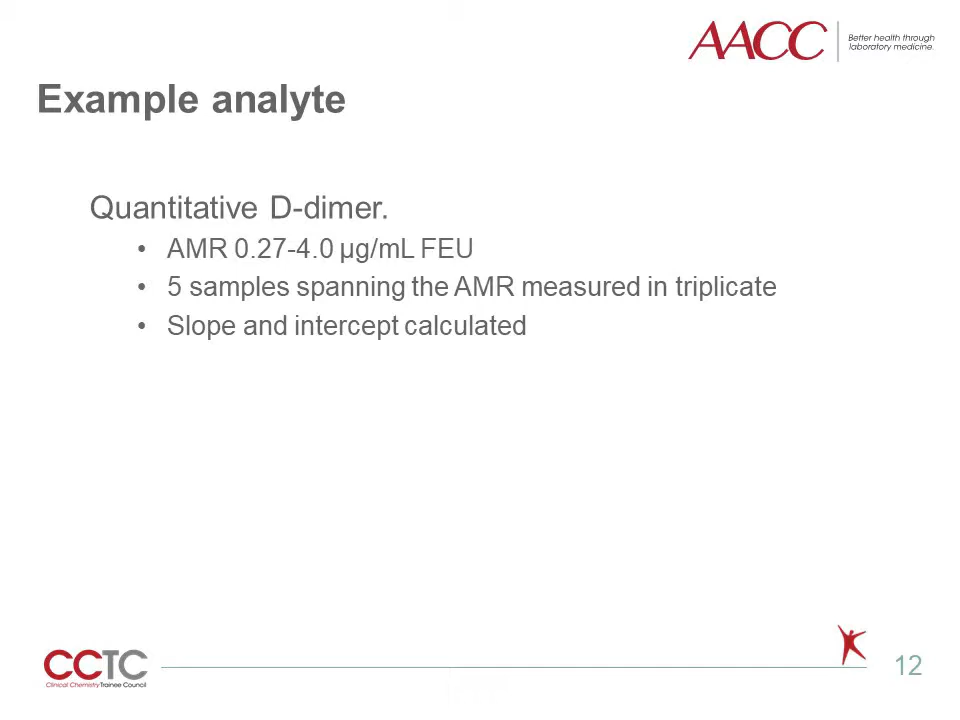 AACC
Better health through
laboratory medicine.
Example analyte
Quantitative D-dimer.
• AMR 0.27-4.0 µg/mL FEU
• 5 samples spanning the AMR measured in triplicate
• Slope and intercept calculated
CCTC
Clinical Chemistry Trainee Council
12